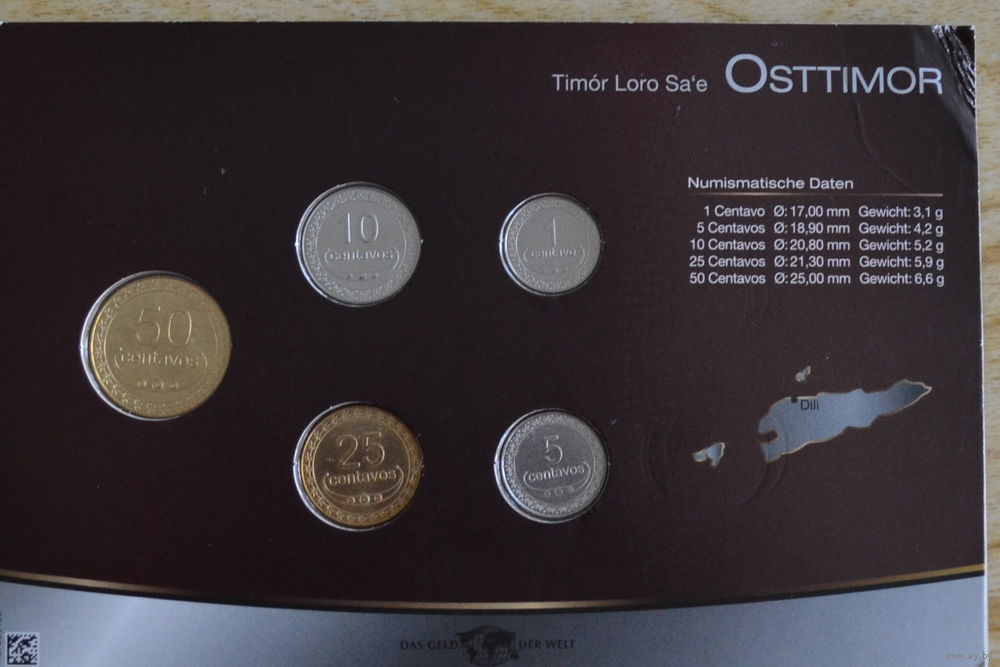 Timór Loro Sa‘e OSTTIMOR
Numismatische Daten
1 Centavo Ø: 17,00 mm Gewicht: 3,1 g
5 Centavos Ø: 18,90 mm Gewicht: 4,2 g
10 Centavos Ø: 20,80 mm Gewicht: 5,2 g
25 Centavos Ø: 21,30 mm Gewicht: 5,9 g
50 Centavos Ø: 25,00 mm Gewicht: 6,6 g
10
centavos
1
centavo
50
centavos
25
centavos
5
centavos
Dili
DAS GELD DER WELT
www.ay.by